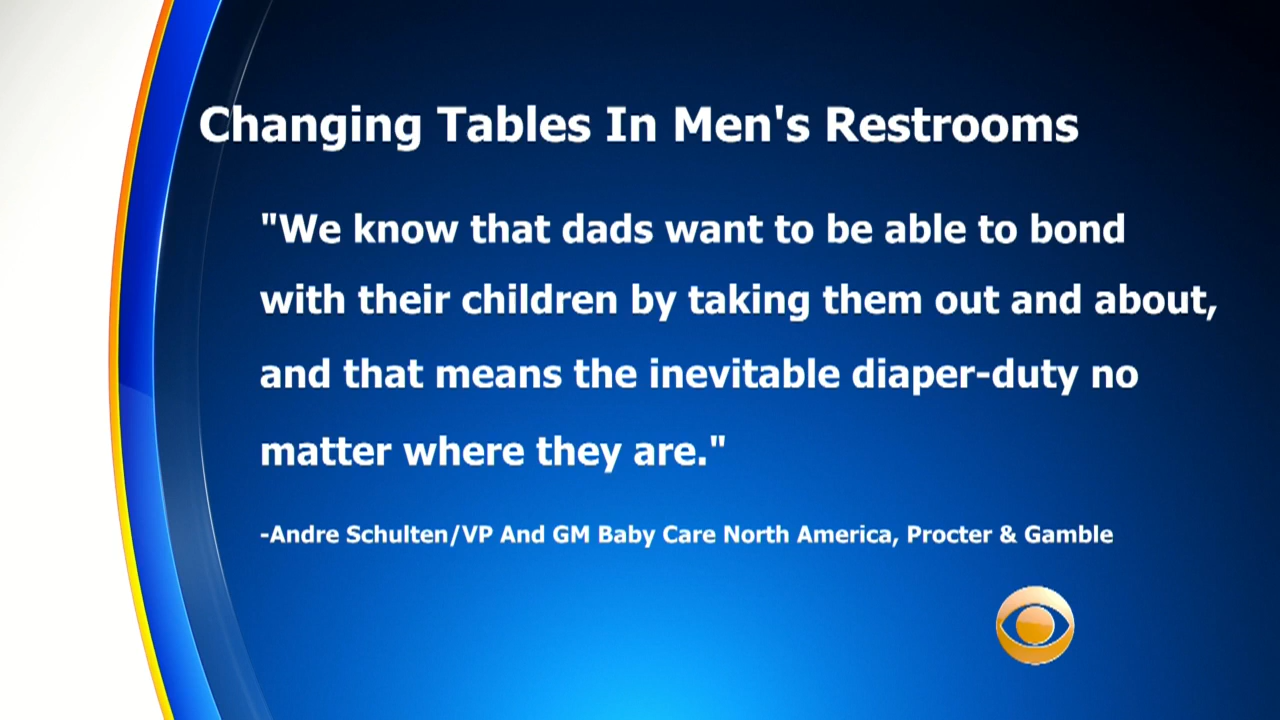 Changing Tables In Men's Restrooms
"We know that dads want to be able to bond
with their children by taking them out and about,
and that means the inevitable diaper-duty no
matter where they are."
-Andre Schulten/VP And GM Baby Care North America, Procter & Gamble